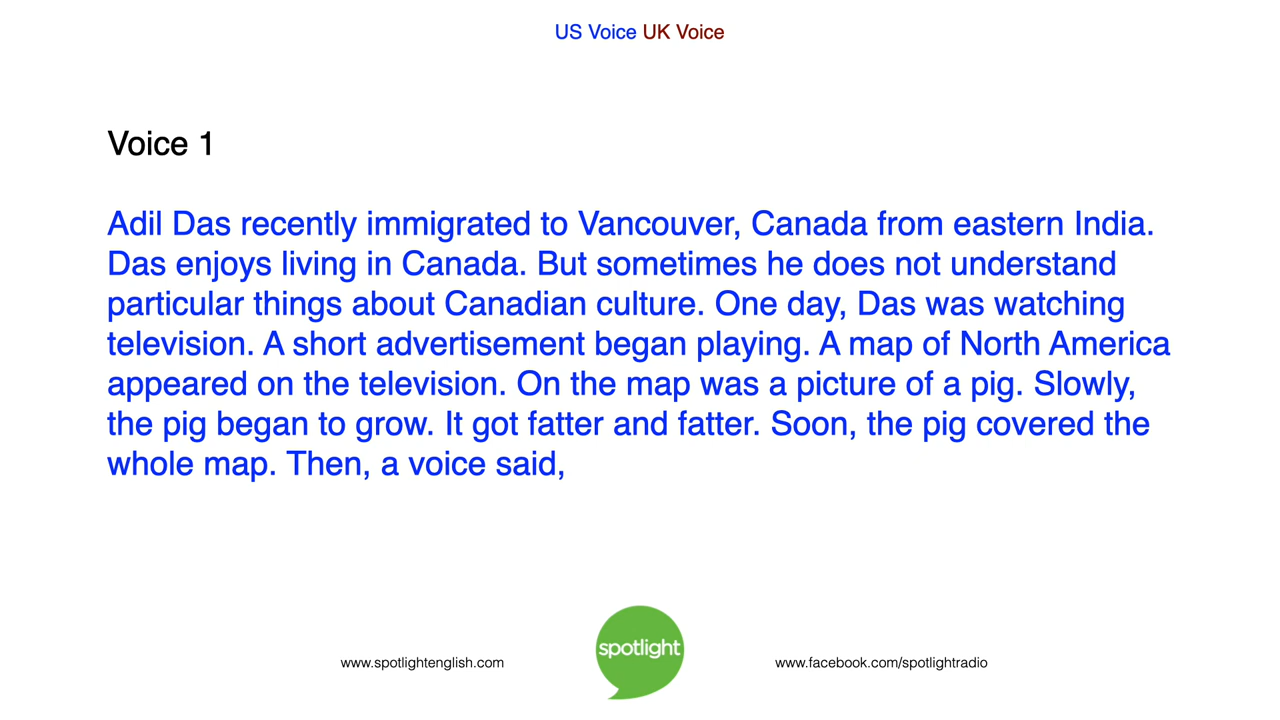 US Voice UK Voice
Voice 1
Adil Das recently immigrated to Vancouver, Canada from eastern India.
Das enjoys living in Canada. But sometimes he does not understand
particular things about Canadian culture. One day, Das was watching
television. A short advertisement began playing. A map of North America
appeared on the television. On the map was a picture of a pig. Slowly,
the pig began to grow. It got fatter and fatter. Soon, the pig covered the
whole map. Then, a voice said,
spotlight
www.spotlightenglish.com
www.facebook.com/spotlightradio